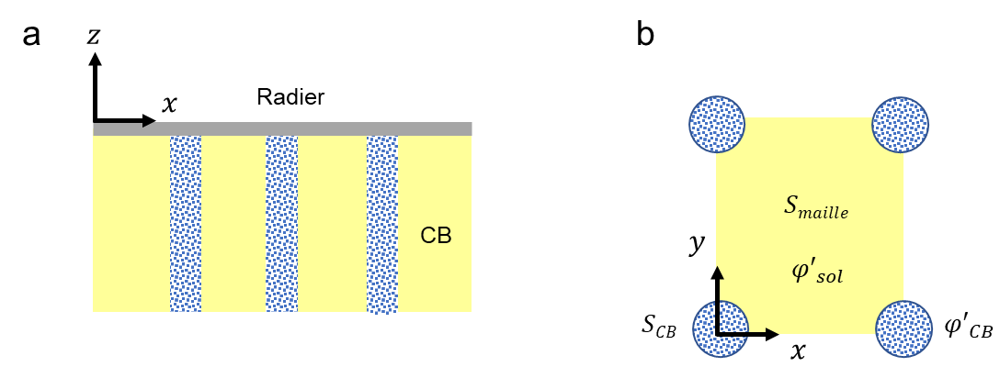 a
z
x
Radier
CB
b
S_maille
y
φ'_sol
S_CB
φ'_CB
x